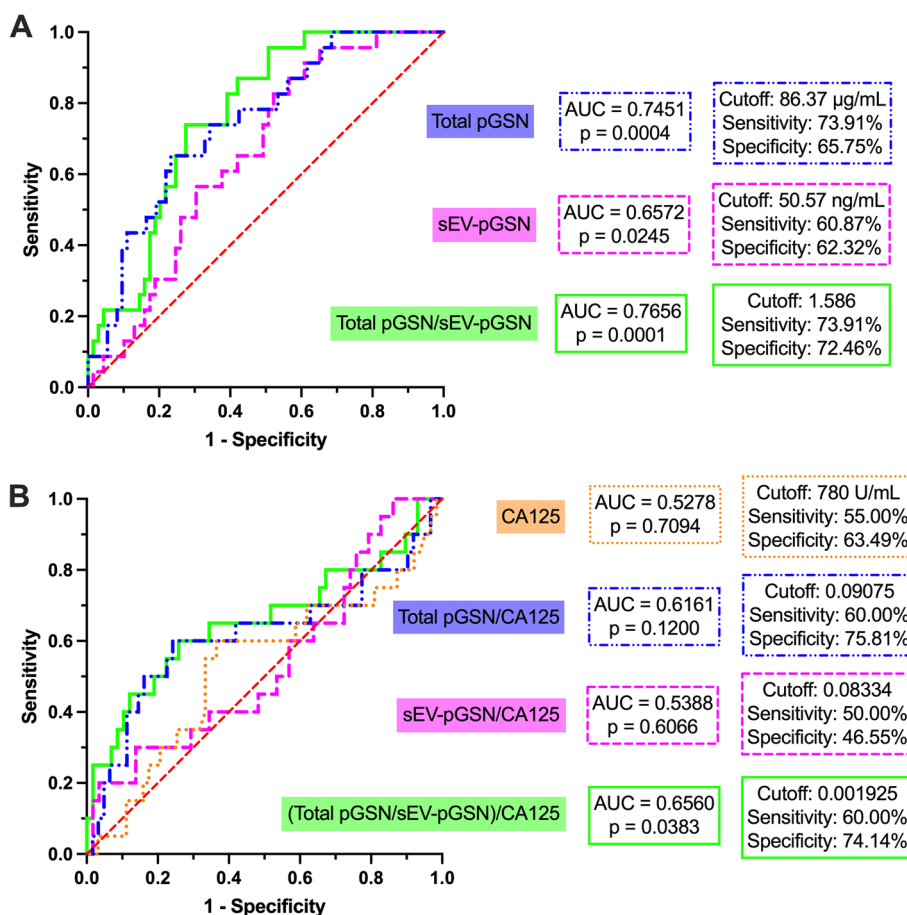 A
1.0
0.8
0.6
0.4
0.2
0.0
Sensitivity
0.0
0.2
0.4
0.6
0.8
1.0
1 - Specificity
Total pGSN
AUC = 0.7451
p = 0.0004
Cutoff: 86.37 µg/mL
Sensitivity: 73.91%
Specificity: 65.75%
sEV-pGSN
AUC = 0.6572
p = 0.0245
Cutoff: 50.57 ng/mL
Sensitivity: 60.87%
Specificity: 62.32%
Total pGSN/sEV-pGSN
AUC = 0.7656
p = 0.0001
Cutoff: 1.586
Sensitivity: 73.91%
Specificity: 72.46%
B
1.0
0.8
0.6
0.4
0.2
0.0
Sensitivity
0.0
0.2
0.4
0.6
0.8
1.0
1 - Specificity
CA125
AUC = 0.5278
p = 0.7094
Cutoff: 780 U/mL
Sensitivity: 55.00%
Specificity: 63.49%
Total pGSN/CA125
AUC = 0.6161
p = 0.1200
Cutoff: 0.09075
Sensitivity: 60.00%
Specificity: 75.81%
sEV-pGSN/CA125
AUC = 0.5388
p = 0.6066
Cutoff: 0.08334
Sensitivity: 50.00%
Specificity: 46.55%
(Total pGSN/sEV-pGSN)/CA125
AUC = 0.6560
p = 0.0383
Cutoff: 0.001925
Sensitivity: 60.00%
Specificity: 74.14%